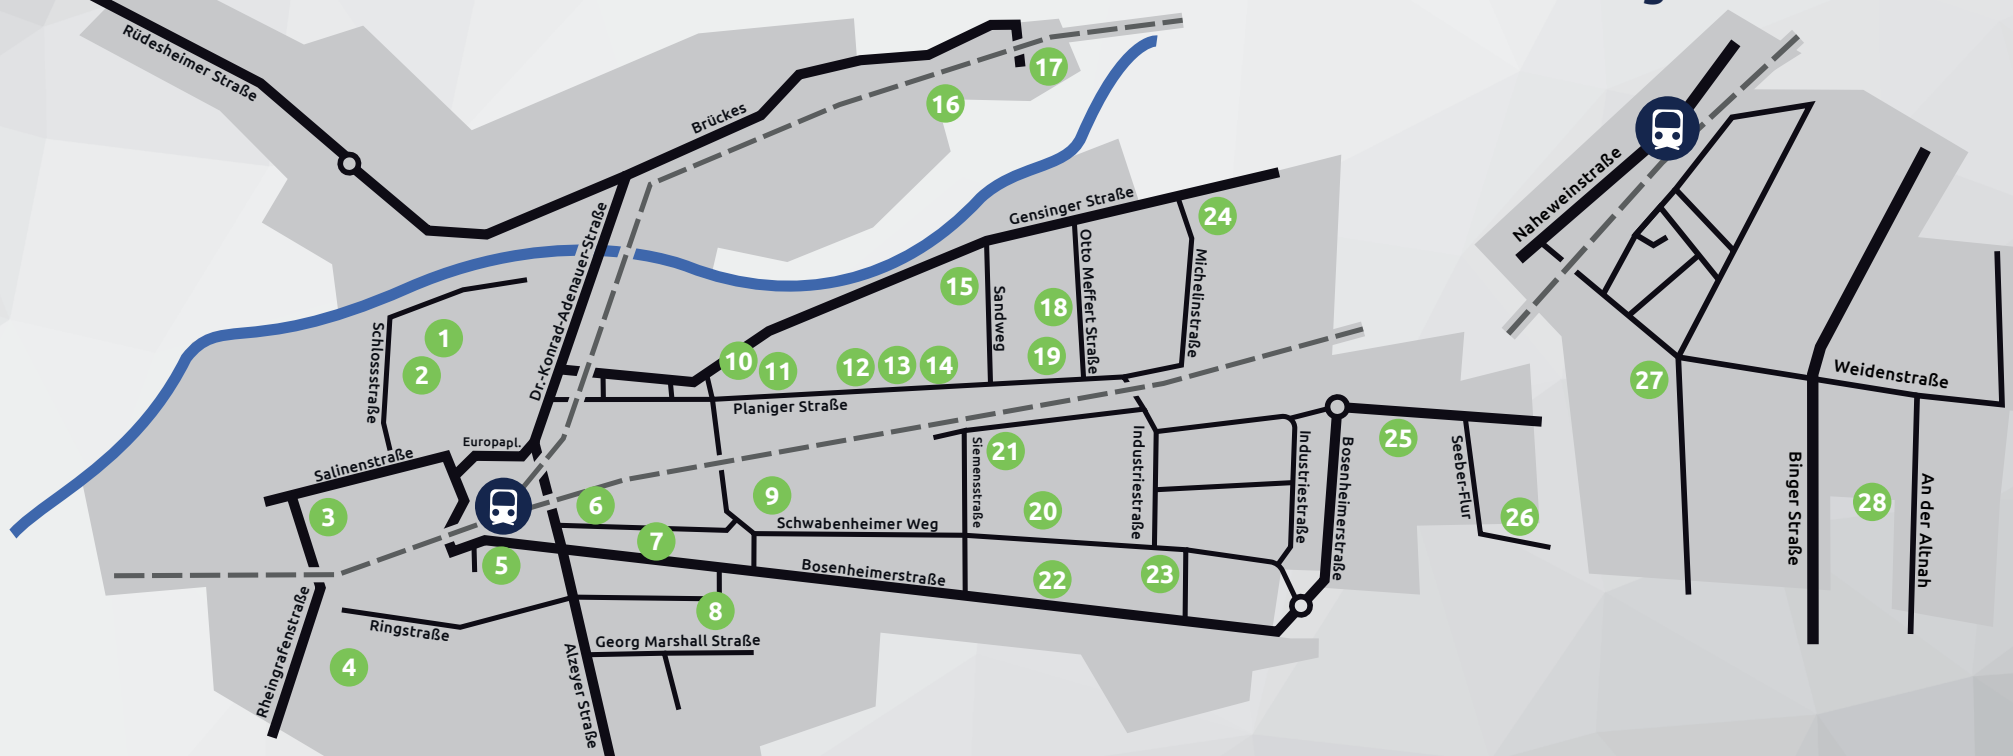 Rüdesheimer Straße
Brückes
17
16
Dr.-Konrad-Adenauer-Straße
Gensinger Straße
24
Naheweinstraße
15
Sandweg
18
Otto Meffert Straße
Michelinstraße
Schlossstraße
1
2
10
11
12
13
14
19
Planiger Straße
27
Weidenstraße
Europapl.
Salinenstraße
3
6
9
Siemensstraße
21
20
Industriestraße
Industriestraße
Bosenheimerstraße
25
Seeber-Flur
26
Binger Straße
28
An der Altnah
Schwabenheimer Weg
7
5
Bosenheimerstraße
22
23
8
Ringstraße
Georg Marshall Straße
Rheingrafenstraße
4
Alzeyer Straße